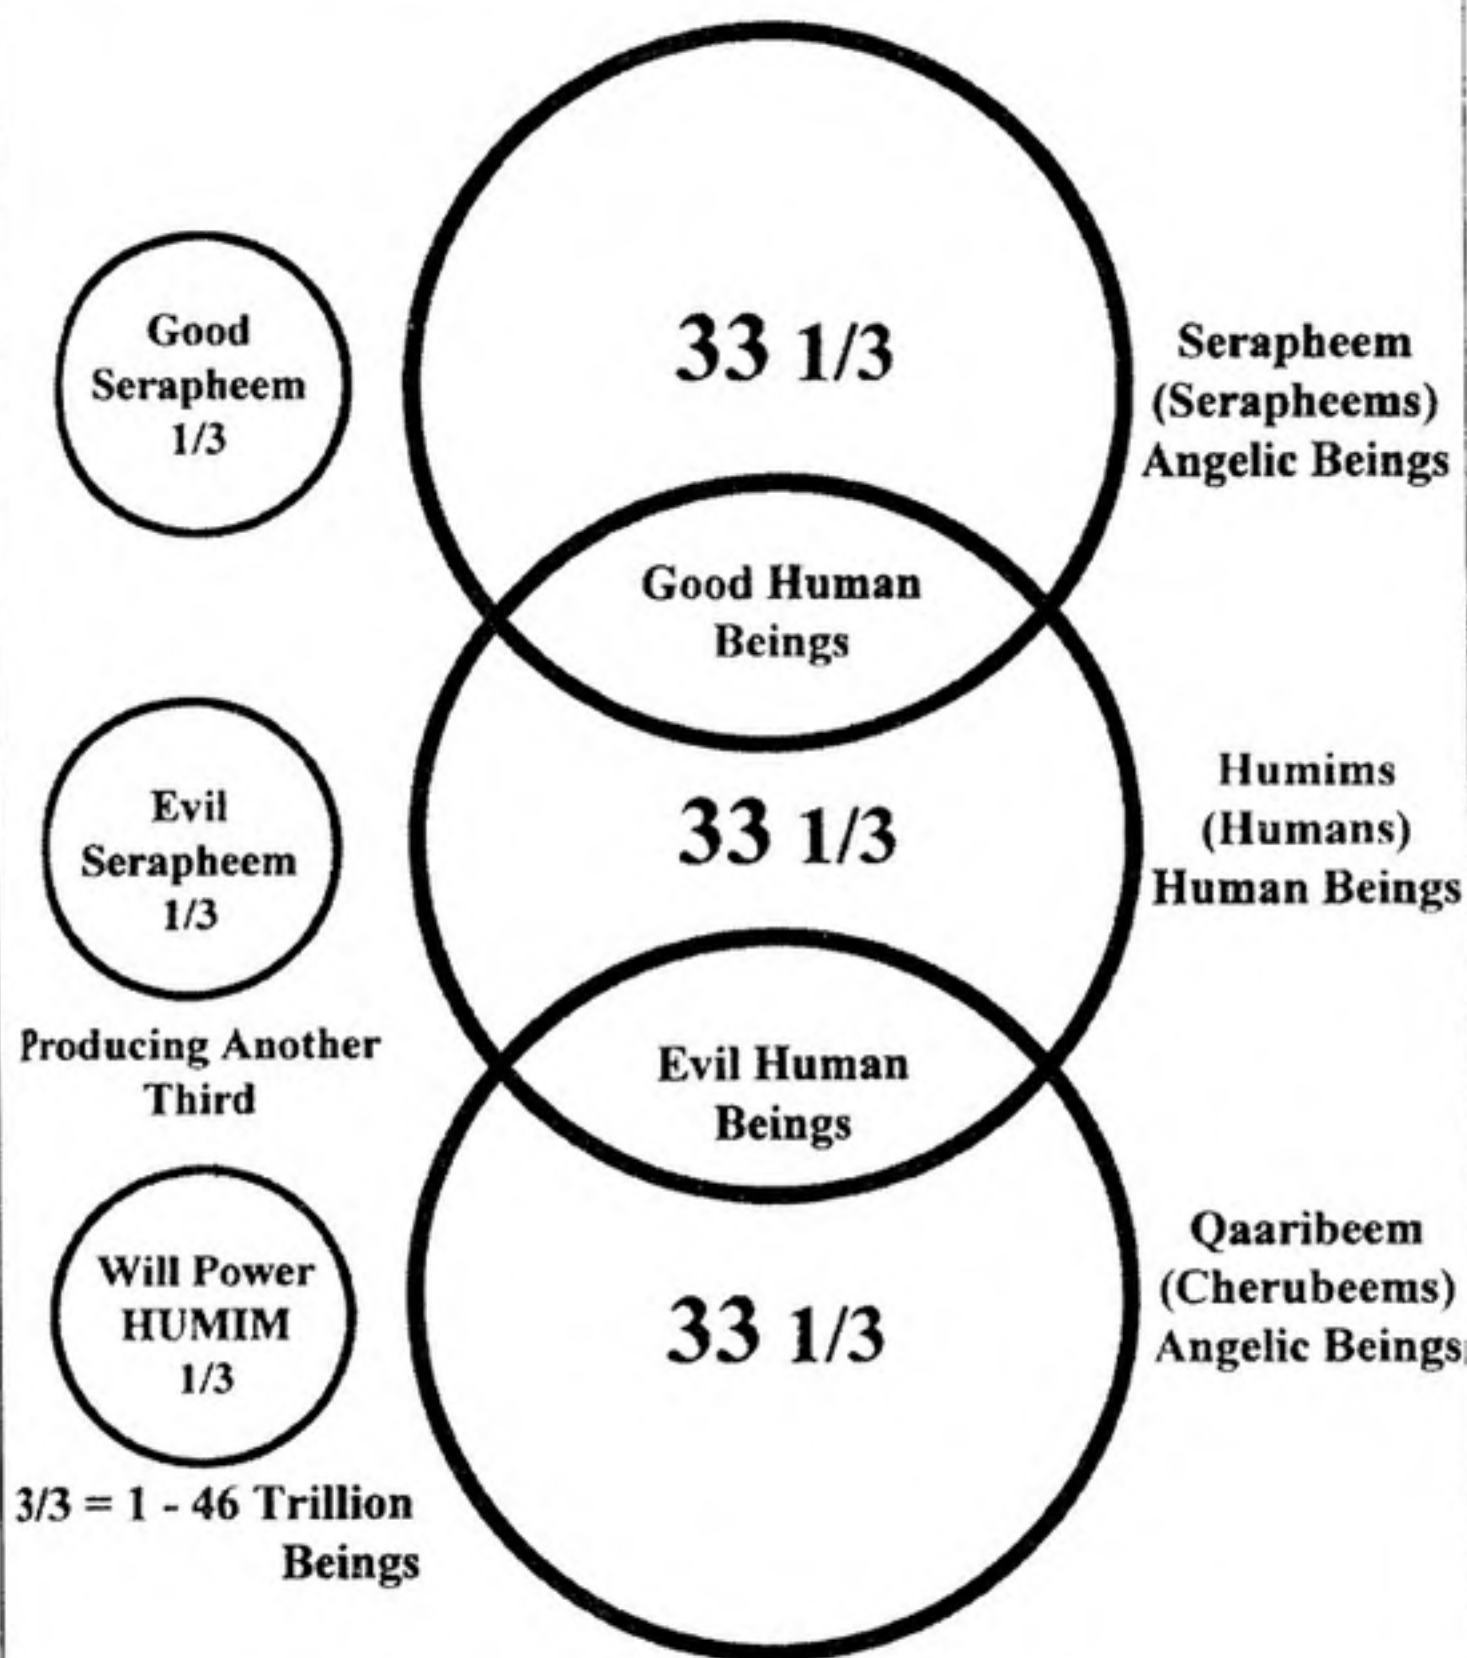 33 1/3
Good
Serapheem
1/3
Serapheem
(Serapheems)
Angelic Beings
Good Human
Beings
Evil
Serapheem
1/3
33 1/3
Humims
(Humans)
Human Beings
Producing Another
Third
Evil Human
Beings
Will Power
HUMIM
1/3
33 1/3
Qaaribeem
(Cherubeems)
Angelic Beings
3/3 = 1 - 46 Trillion
Beings